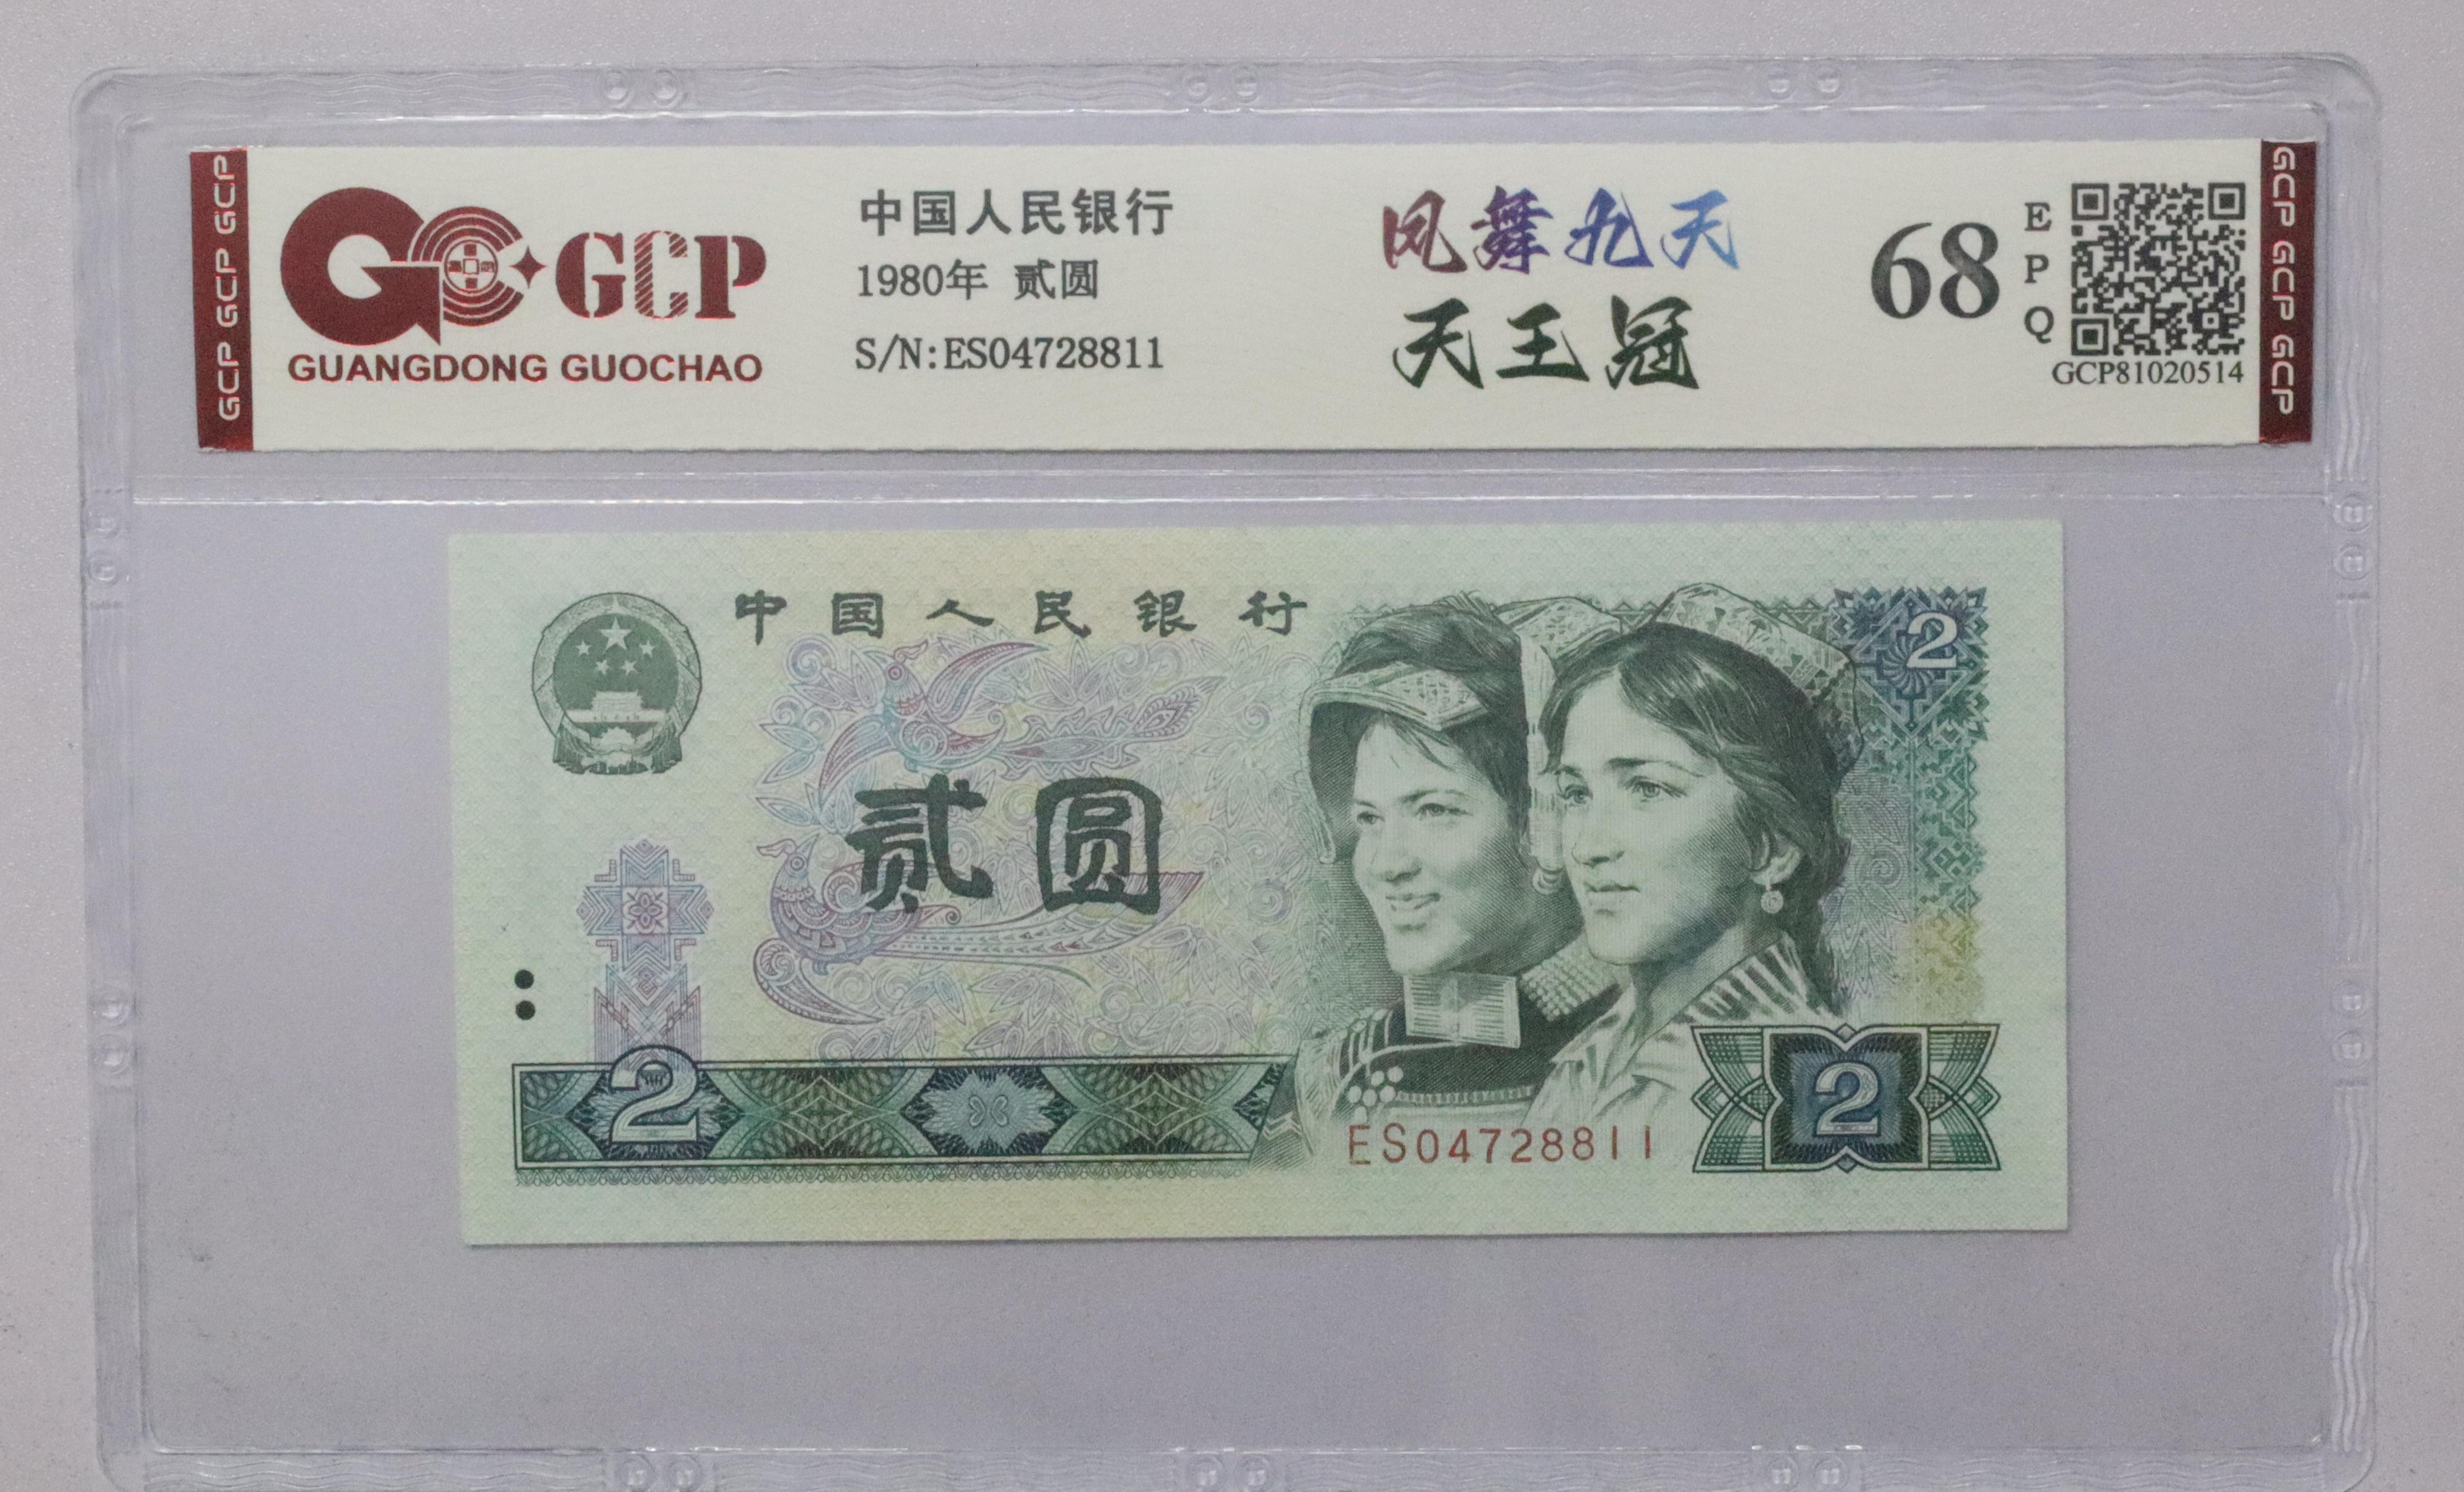 GCP GCP GCP
GCP
GUANGDONG GUOCHAO
中国人民银行
1980年 贰圆
S/N:ES04728811
凤舞九天
天王冠
68
EPQ
GCP81020514
GCP GCP GCP
中国人民银行
2
贰圆
2
2
ES04728811